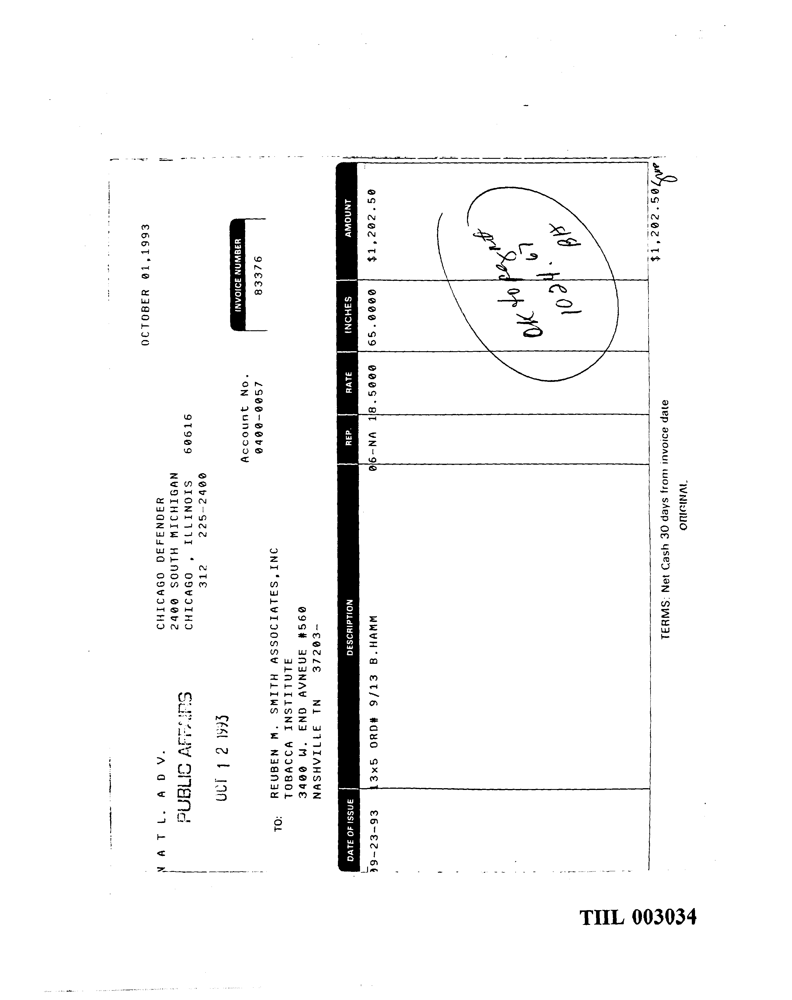 OCTOBER 01,1993
N A T L. A D V.
CHICAGO DEFENDER
2400 SOUTH MICHIGAN
CHICAGO , ILLINOIS 60616
312 225-2400
PUBLIC AFFAIRS
OCT 1 2 1993
INVOICE NUMBER
83376
Account No.
0400-0057
TO: REUBEN M. SMITH ASSOCIATES,INC
TOBACCA INSTITUTE
3400 W. END AVNEUE #560
NASHVILLE TN 37203-
DATE OF ISSUE DESCRIPTION REP. RATE INCHES AMOUNT
09-23-93 13x5 ORD# 9/13 B.HAMM 06-NA 18.5000 65.0000 $1,202.50
OK to pay
1024.67
BH
$1,202.50
TERMS: Net Cash 30 days from invoice date
ORIGINAL
TIIL 003034